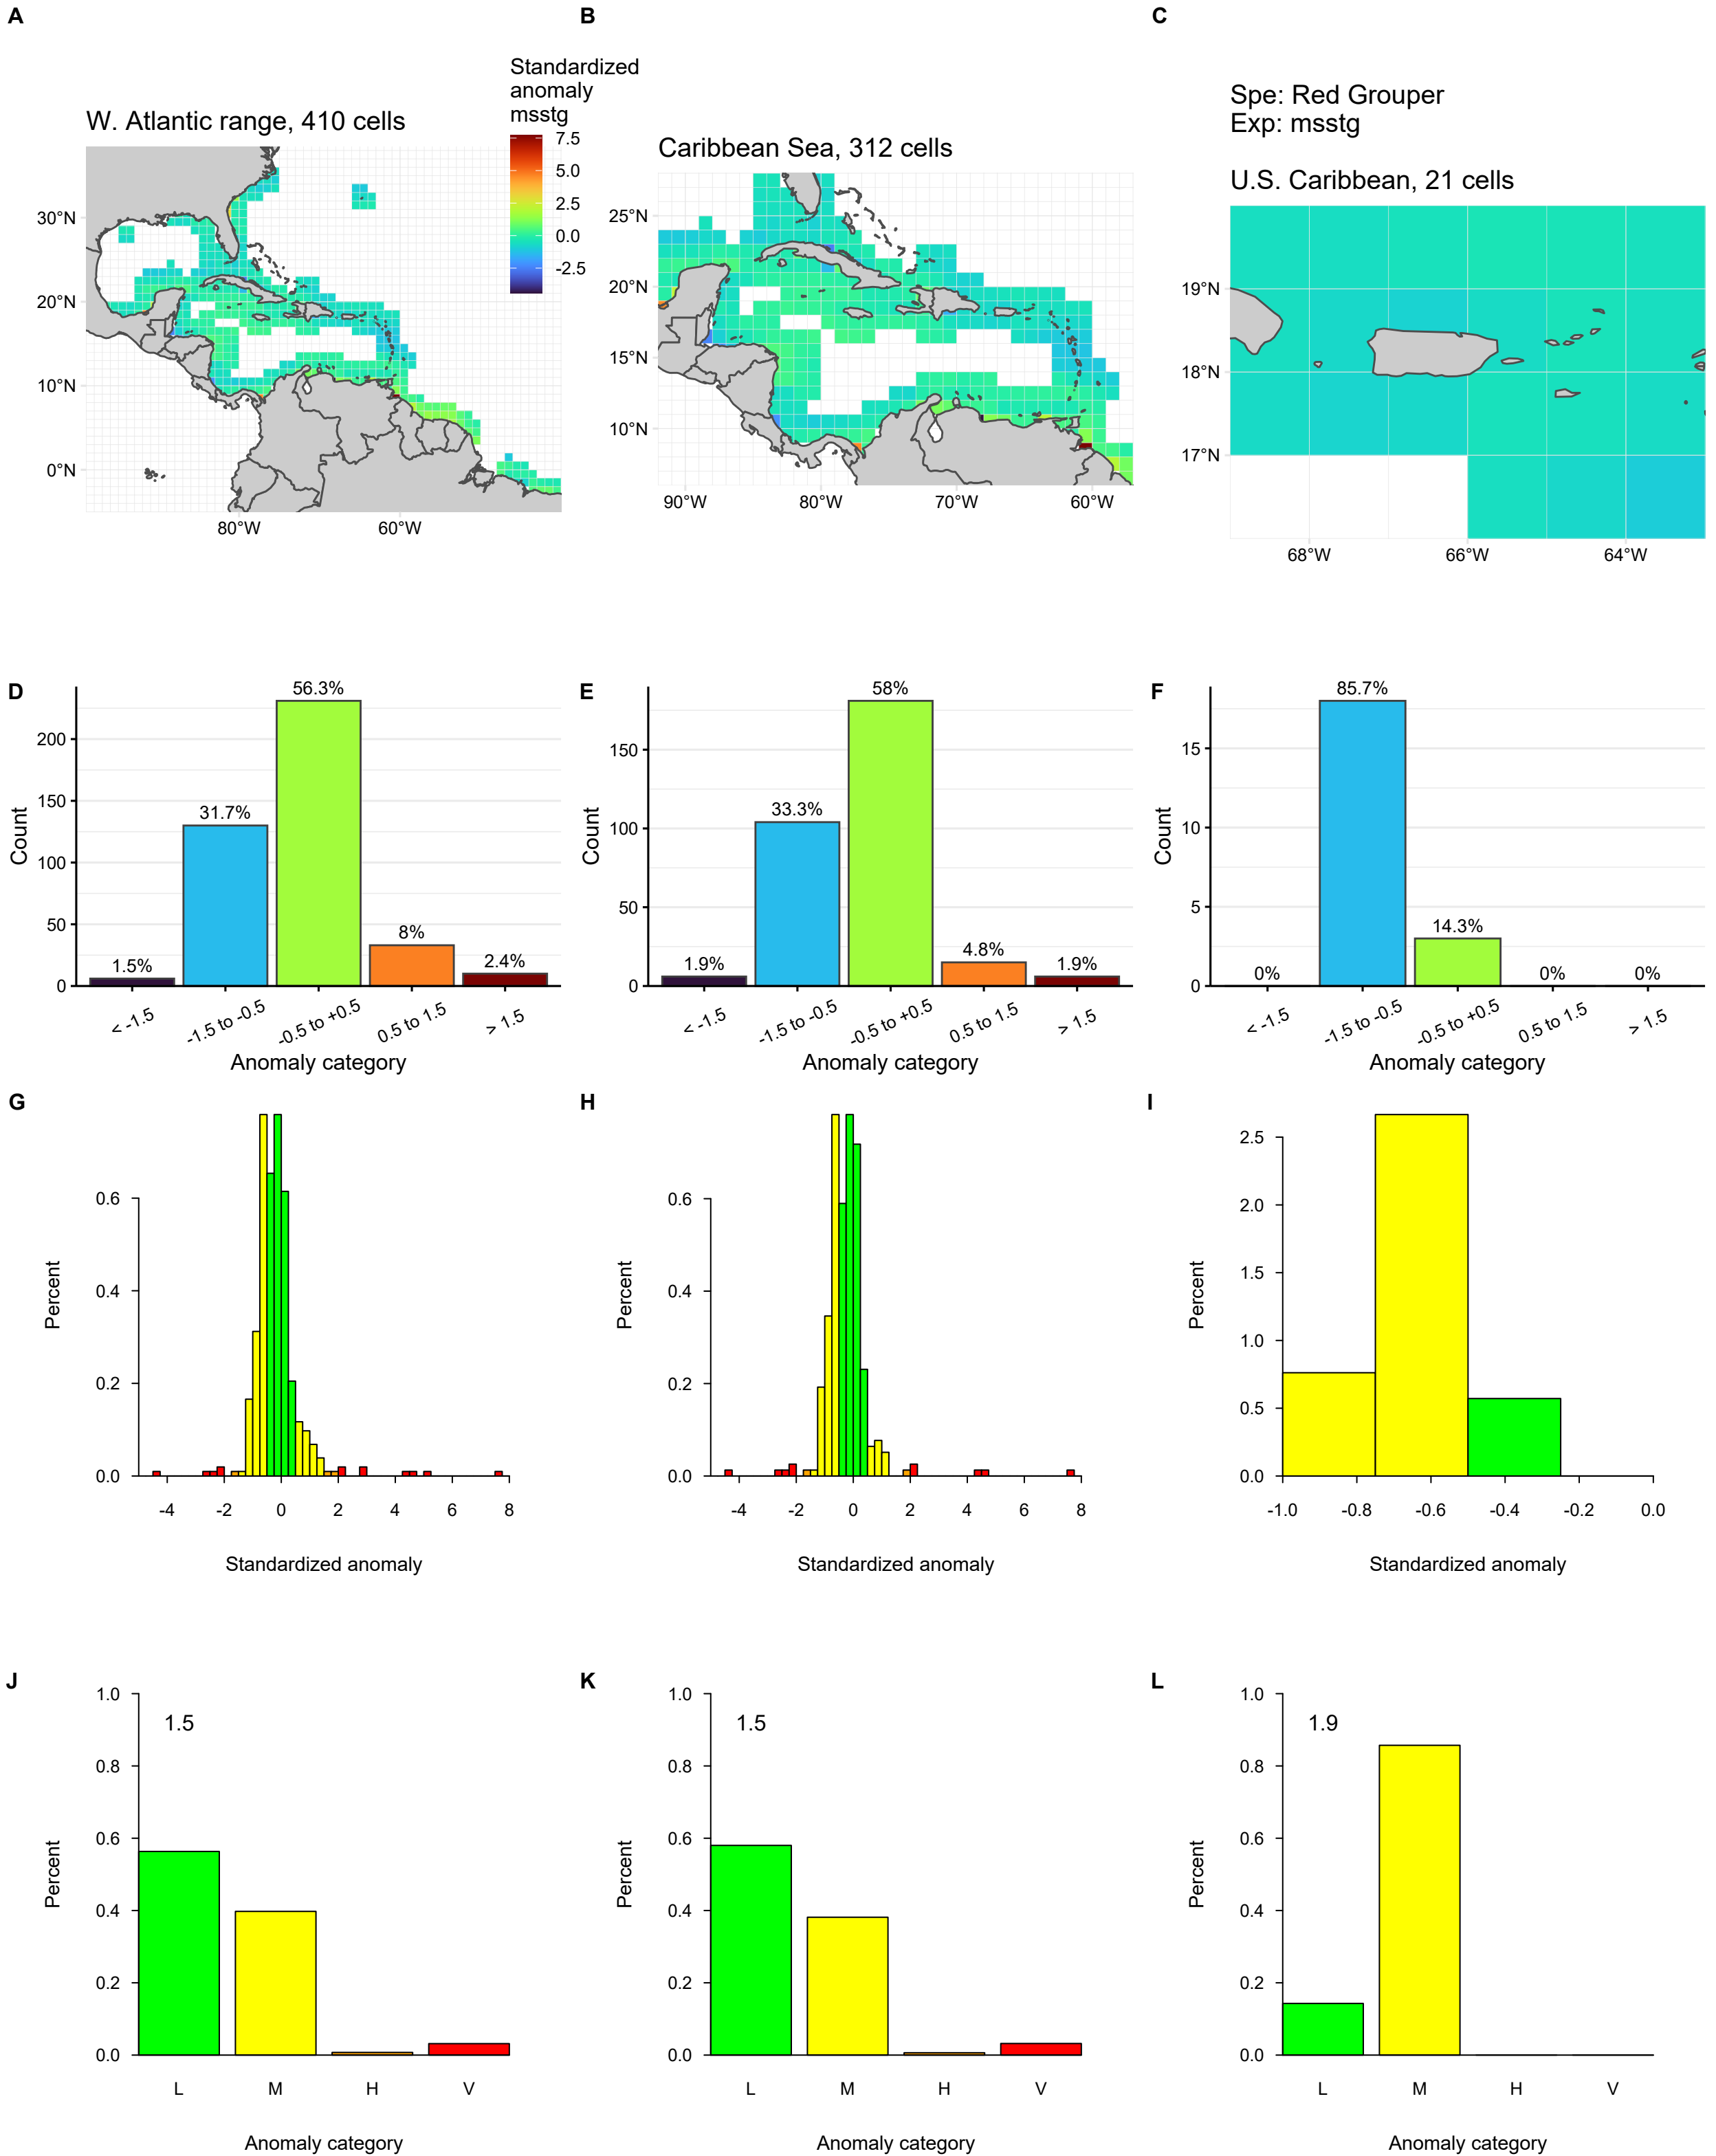 A
B
C
Standardized
anomaly
msstg
7.5
5.0
2.5
0.0
-2.5
W. Atlantic range, 410 cells
30°N
20°N
10°N
0°N
80°W 60°W
Caribbean Sea, 312 cells
25°N
20°N
15°N
10°N
90°W 80°W 70°W 60°W
Spe: Red Grouper
Exp: msstg
U.S. Caribbean, 21 cells
19°N
18°N
17°N
68°W 66°W 64°W
D
Count
200
150
100
50
0
1.5% 31.7% 56.3% 8% 2.4%
< -1.5 -1.5 to -0.5 -0.5 to +0.5 0.5 to 1.5 > 1.5
Anomaly category
E
Count
150
100
50
0
1.9% 33.3% 58% 4.8% 1.9%
< -1.5 -1.5 to -0.5 -0.5 to +0.5 0.5 to 1.5 > 1.5
Anomaly category
F
Count
15
10
5
0
0% 85.7% 14.3% 0% 0%
< -1.5 -1.5 to -0.5 -0.5 to +0.5 0.5 to 1.5 > 1.5
Anomaly category
G
Percent
0.6
0.4
0.2
0.0
-4 -2 0 2 4 6 8
Standardized anomaly
H
Percent
0.6
0.4
0.2
0.0
-4 -2 0 2 4 6 8
Standardized anomaly
I
Percent
2.5
2.0
1.5
1.0
0.5
0.0
-1.0 -0.8 -0.6 -0.4 -0.2 0.0
Standardized anomaly
J
Percent
1.0
0.8
0.6
0.4
0.2
0.0
1.5
L M H V
Anomaly category
K
Percent
1.0
0.8
0.6
0.4
0.2
0.0
1.5
L M H V
Anomaly category
L
Percent
1.0
0.8
0.6
0.4
0.2
0.0
1.9
L M H V
Anomaly category